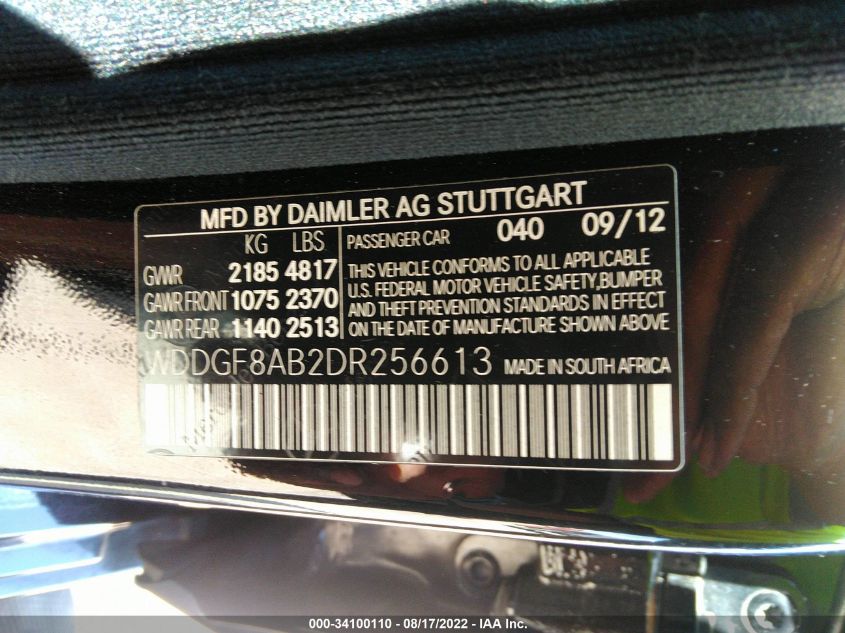 MFD BY DAIMLER AG STUTTGART
KG LBS
GVWR 2185 4817
GAWR FRONT 1075 2370
GAWR REAR 1140 2513
PASSENGER CAR 040 09/12
THIS VEHICLE CONFORMS TO ALL APPLICABLE
U.S. FEDERAL MOTOR VEHICLE SAFETY,BUMPER
AND THEFT PREVENTION STANDARDS IN EFFECT
ON THE DATE OF MANUFACTURE SHOWN ABOVE
WDDGF8AB2DR256613 MADE IN SOUTH AFRICA
000-34100110 - 08/17/2022 - IAA Inc.